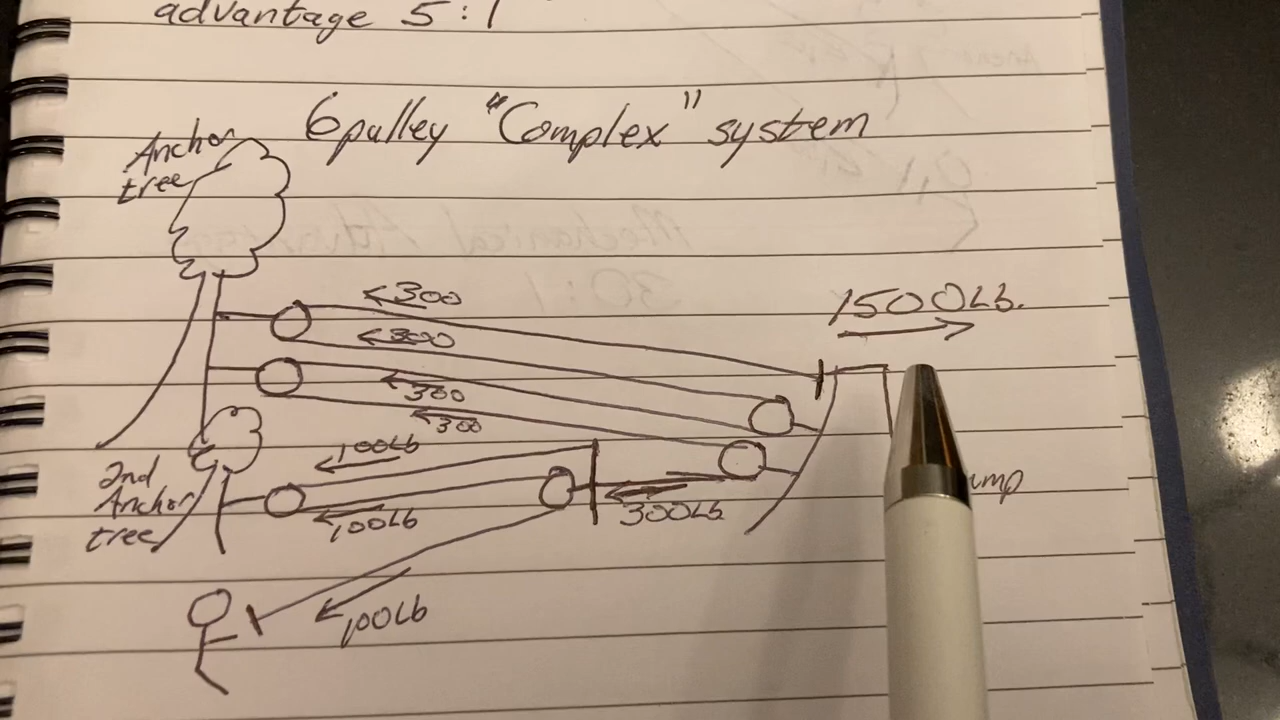 advantage 5:1
6 pulley "Complex" system
Anchor
tree
300
300
300
300
1500Lb.
100Lb
100Lb
300Lb
2nd
Anchor
tree
100Lb